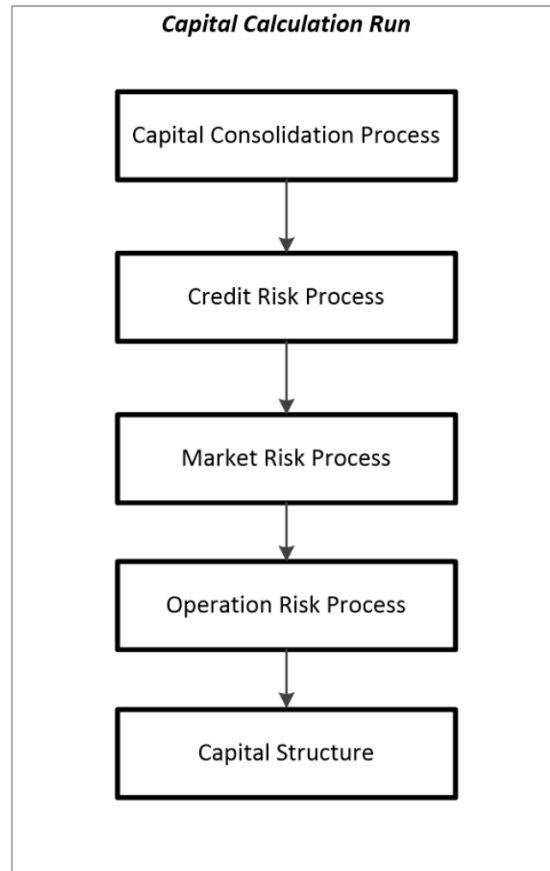 Capital Calculation Run
Capital Consolidation Process
Credit Risk Process
Market Risk Process
Operation Risk Process
Capital Structure